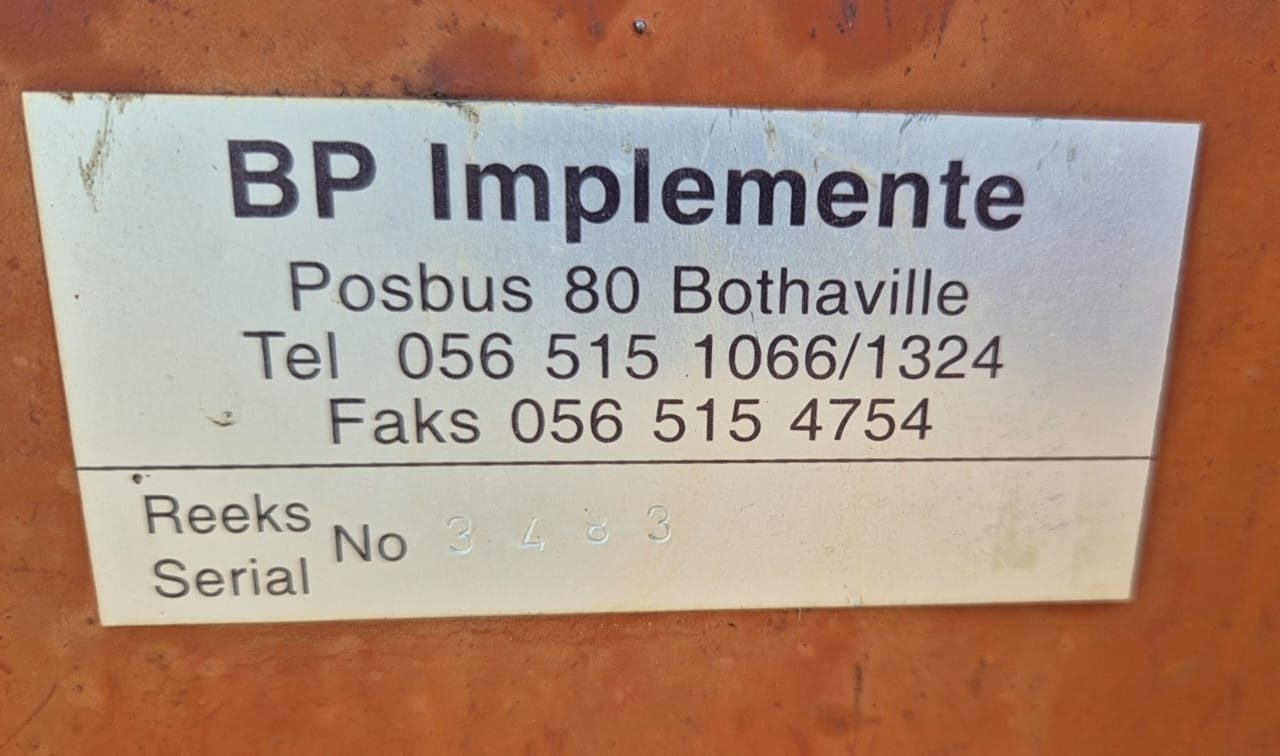 BP Implemente
Posbus 80 Bothaville
Tel 056 515 1066/1324
Faks 056 515 4754
Reeks
Serial No 3 4 8 3